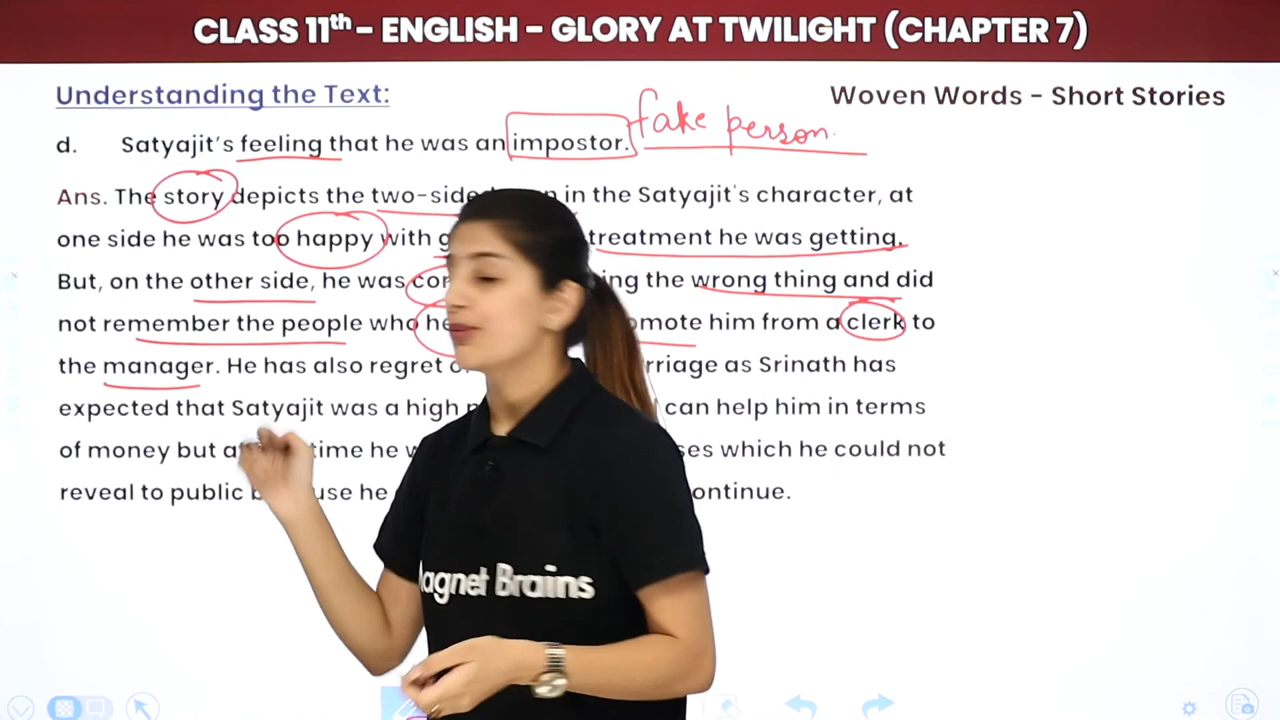 CLASS 11th - ENGLISH - GLORY AT TWILIGHT (CHAPTER 7)
Understanding the Text:
Woven Words - Short Stories
fake person.
d. Satyajit's feeling that he was an impostor.
Ans. The story depicts the two-sided in the Satyajit's character, at
one side he was too happy with treatment he was getting.
But, on the other side, he was the wrong thing and did
not remember the people who him from a clerk to
the manager. He has also regret as Srinath has
expected that Satyajit was a high can help him in terms
of money but time he which he could not
reveal to public he continue.
Magnet Brains